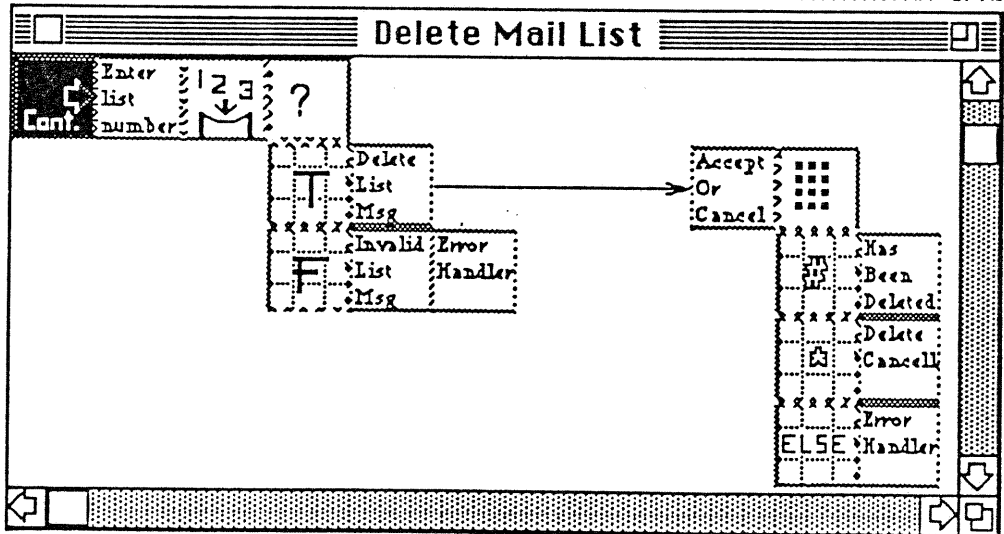 Delete Mail List
Cont.
Enter
list
number
1 2 3
?
T
Delete
List
Msg
F
Invalid
List
Msg
Error
Handler
Accept
Or
Cancel
#
Has
Been
Deleted
Delete
Cancell
ELSE
Error
Handler